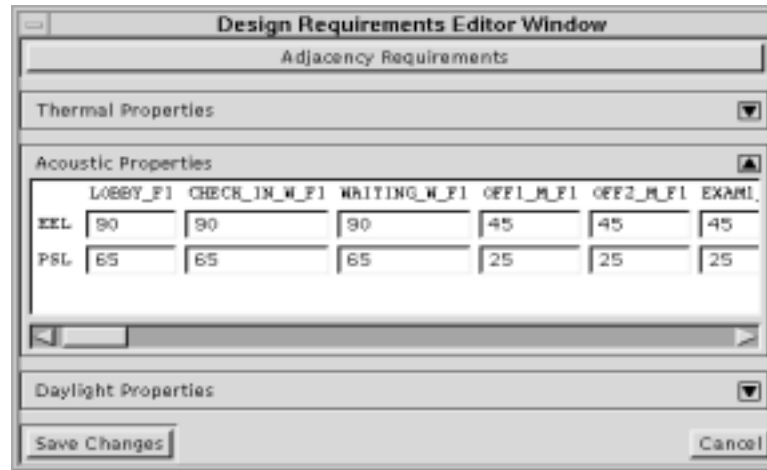 Design Requirements Editor Window
Adjacency Requirements
Thermal Properties
Acoustic Properties
LOBBY_F1 CHECK_IN_W_F1 WAITING_W_F1 OFF1_M_F1 OFF2_M_F1 EXAM1_
EEL 90 90 90 45 45 45
PSL 65 65 65 25 25 25
Daylight Properties
Save Changes Cancel